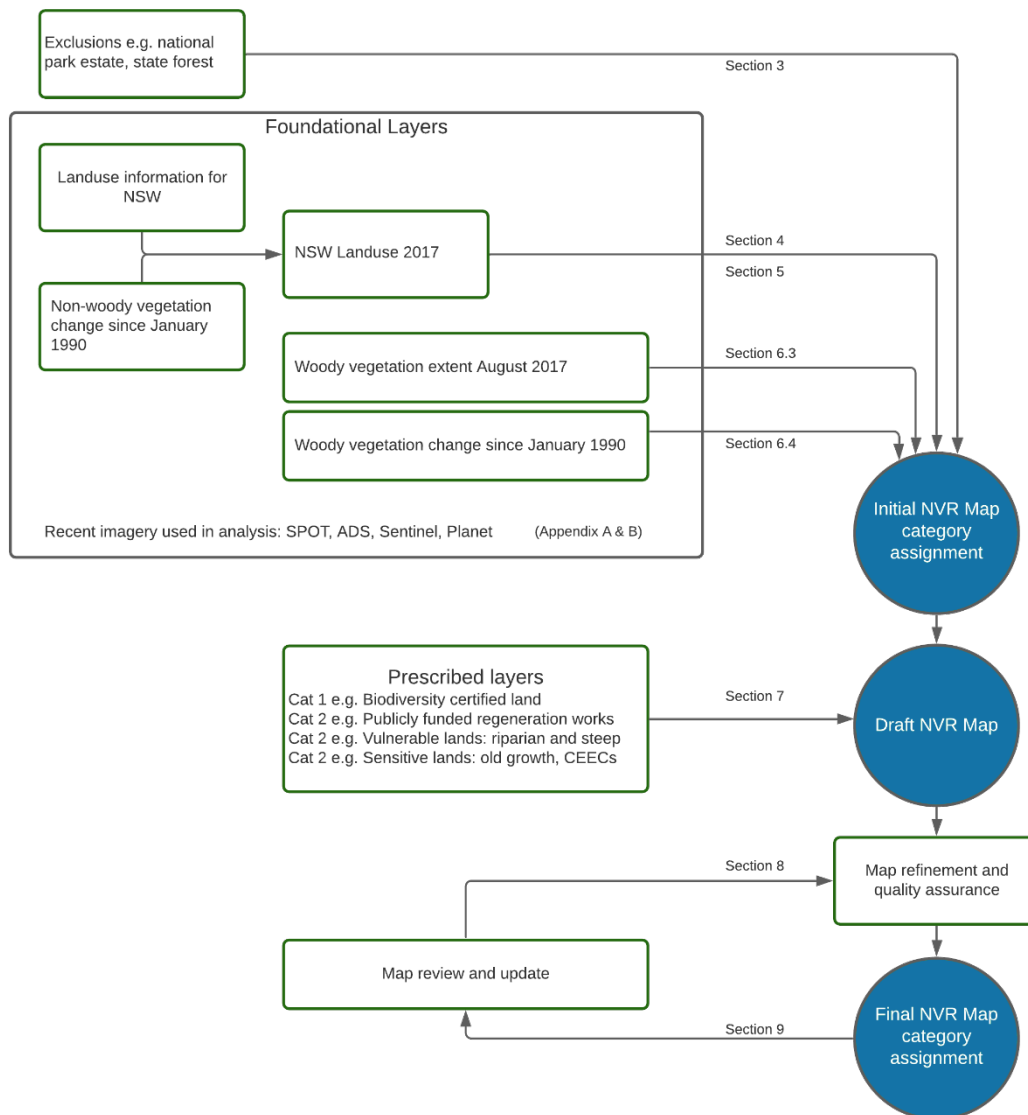 Exclusions e.g. national
park estate, state forest
Section 3
Foundational Layers
Landuse information for
NSW
NSW Landuse 2017
Section 4
Section 5
Non-woody vegetation
change since January
1990
Woody vegetation extent August 2017
Section 6.3
Woody vegetation change since January 1990
Section 6.4
Initial NVR Map
category
assignment
Recent imagery used in analysis: SPOT, ADS, Sentinel, Planet
(Appendix A & B)
Prescribed layers
Cat 1 e.g. Biodiversity certified land
Cat 2 e.g. Publicly funded regeneration works
Cat 2 e.g. Vulnerable lands: riparian and steep
Cat 2 e.g. Sensitive lands: old growth, CEECs
Section 7
Draft NVR Map
Section 8
Map refinement and
quality assurance
Map review and update
Section 9
Final NVR Map
category
assignment